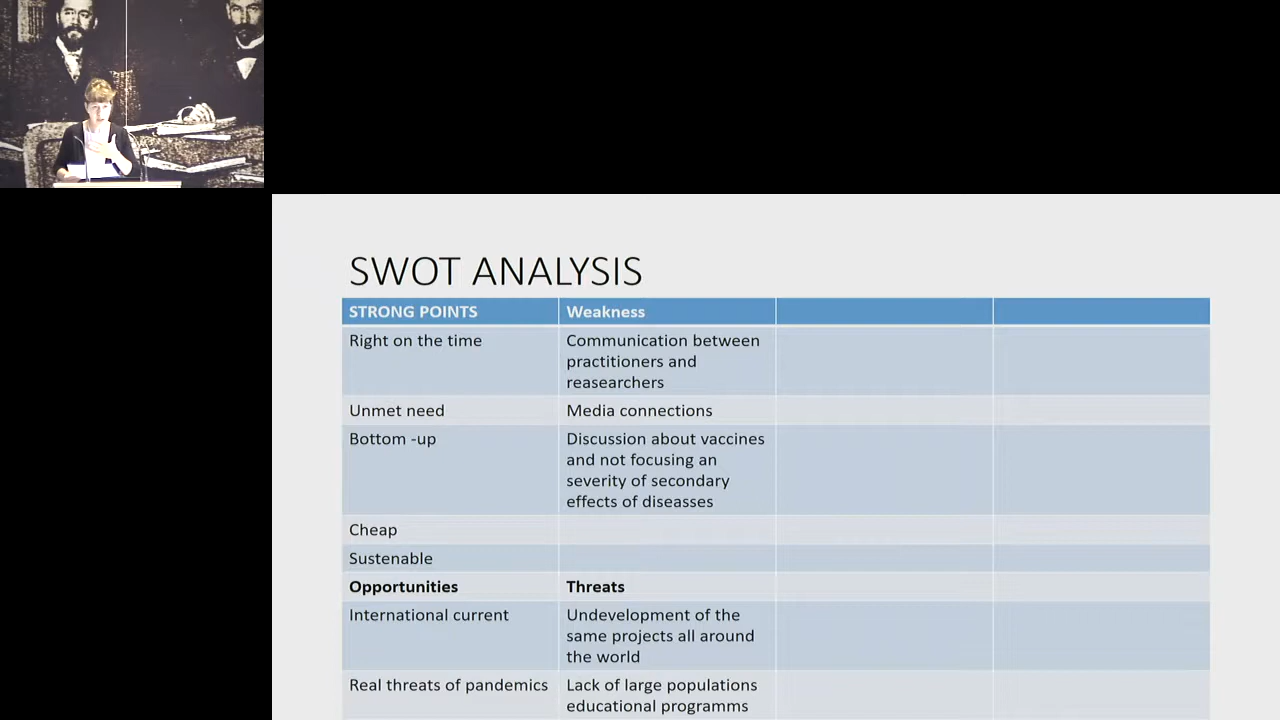 SWOT ANALYSIS
STRONG POINTS
Weakness
Right on the time
Communication between
practitioners and
reasearchers
Unmet need
Media connections
Bottom -up
Discussion about vaccines
and not focusing an
severity of secondary
effects of diseasses
Cheap
Sustenable
Opportunities
Threats
International current
Undevelopment of the
same projects all around
the world
Real threats of pandemics
Lack of large populations
educational programms